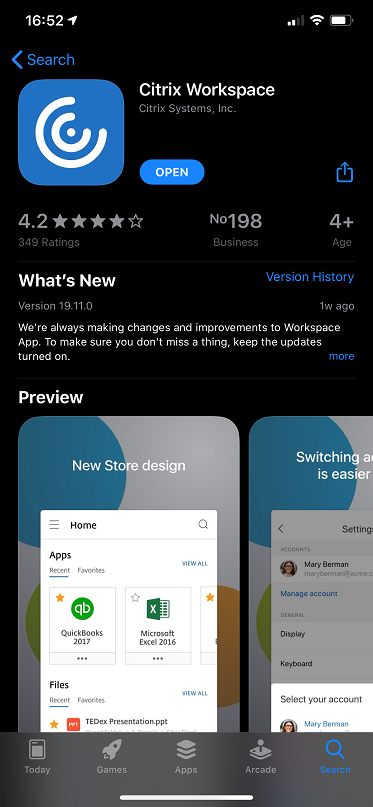 16:52
Search
Citrix Workspace
Citrix Systems, Inc.
OPEN
4.2
No198
4+
349 Ratings
Business
Age
What's New
Version History
Version 19.11.0
1w ago
We're always making changes and improvements to Workspace
App. To make sure you don't miss a thing, keep the updates
turned on.
more
Preview
New Store design
Home
Apps
Recent
Favorites
VIEW ALL
qb
QuickBooks
2017
Microsoft
Excel 2016
Files
Recent
Favorites
VIEW ALL
PPT
TEDex Presentation.ppt
Switching a
is easier
Settings
ACCOUNTS
Mary Berman
maryberman@acme.c
Manage account
GENERAL
Display
Keyboard
Select your account
Mary Berman
Today
Games
Apps
Arcade
Search